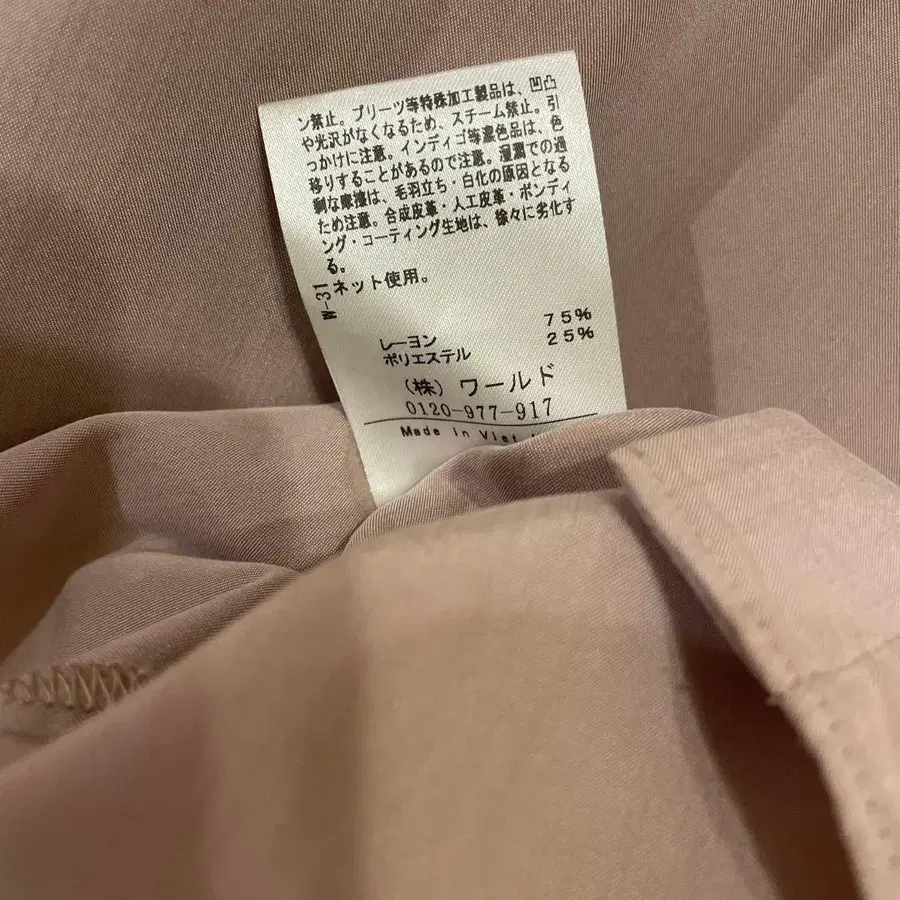 ン禁止。プリーツ等特殊加工製品は、凹凸
や光沢がなくなるため、スチーム禁止。引
っかけに注意。インディゴ等濃色品は、色
移りすることがあるので注意。湿潤での過
剰な摩擦は、毛羽立ち・白化の原因となる
ため注意。合成皮革・人工皮革・ボンディ
ング・コーティング生地は、徐々に劣化す
る。
ネット使用。
W-31
レーヨン 75%
ポリエステル 25%
(株) ワールド
0120-977-917
Made in Viet